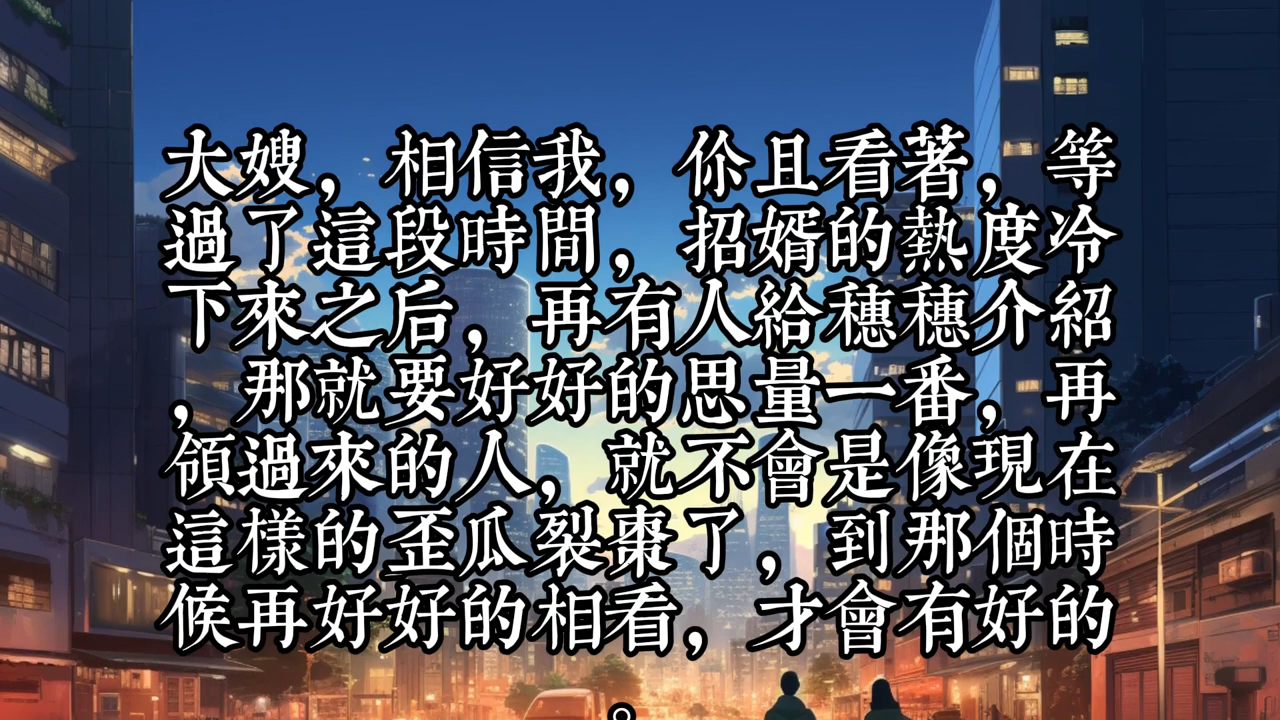 大嫂，相信我，你且看著，等
過了這段時間，招婿的熱度冷
下來之后，再有人給穗穗介紹
，那就要好好的思量一番，再
領過來的人，就不會是像現在
這樣的歪瓜裂棗了，到那個時
候再好好的相看，才會有好的
。